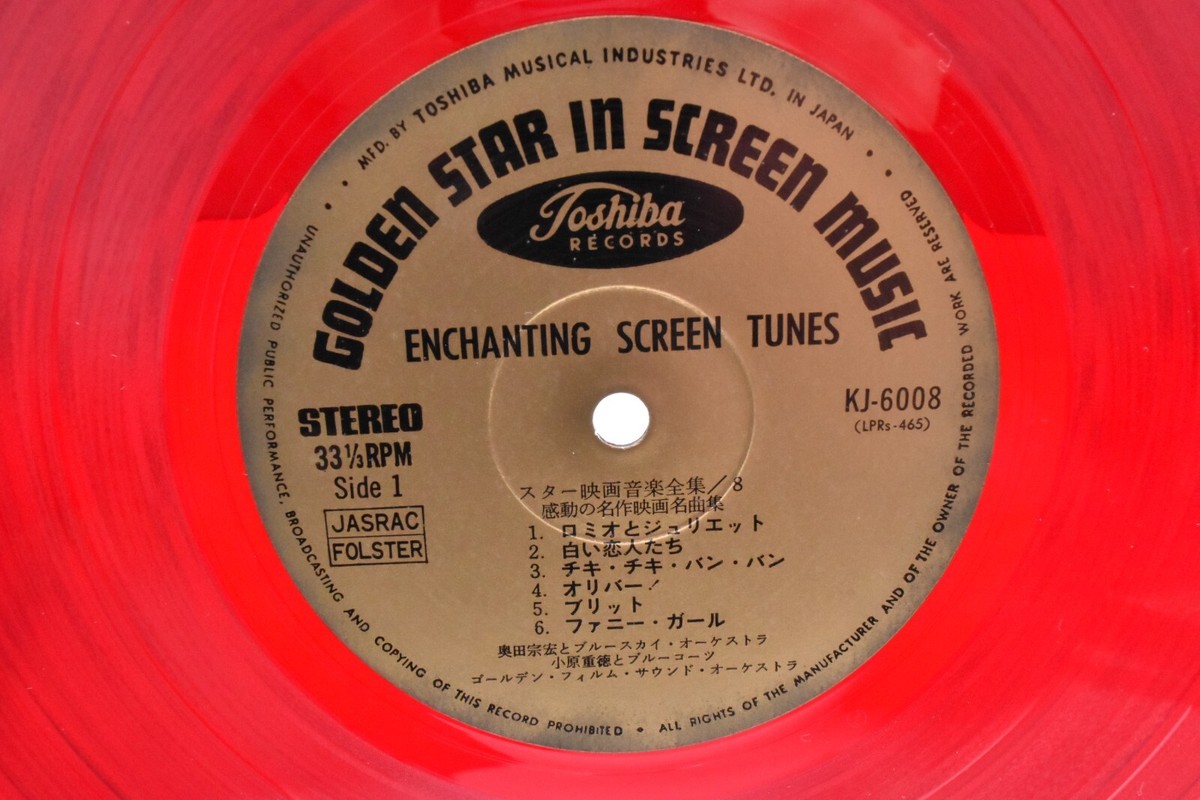 MFD. BY TOSHIBA MUSICAL INDUSTRIES LTD. IN JAPAN
GOLDEN STAR IN SCREEN MUSIC
Toshiba
RECORDS
ENCHANTING SCREEN TUNES
STEREO
33⅓RPM
Side 1
JASRAC
FOLSTER
KJ-6008
(LPRs-465)
スター映画音楽全集/8
感動の名作映画名曲集
1. ロミオとジュリエット
2. 白い恋人たち
3. チキ・チキ・バン・バン
4. オリバー!
5. ブリット
6. ファニー・ガール
奥田宗宏とブルースカイ・オーケストラ
小原重徳とブルーコーツ
ゴールデン・フィルム・サウンド・オーケストラ
UNAUTHORIZED PUBLIC PERFORMANCE, BROADCASTING AND COPYING OF THIS RECORD PROHIBITED • ALL RIGHTS OF THE MANUFACTURER AND OF THE OWNER OF THE RECORDED WORK ARE RESERVED